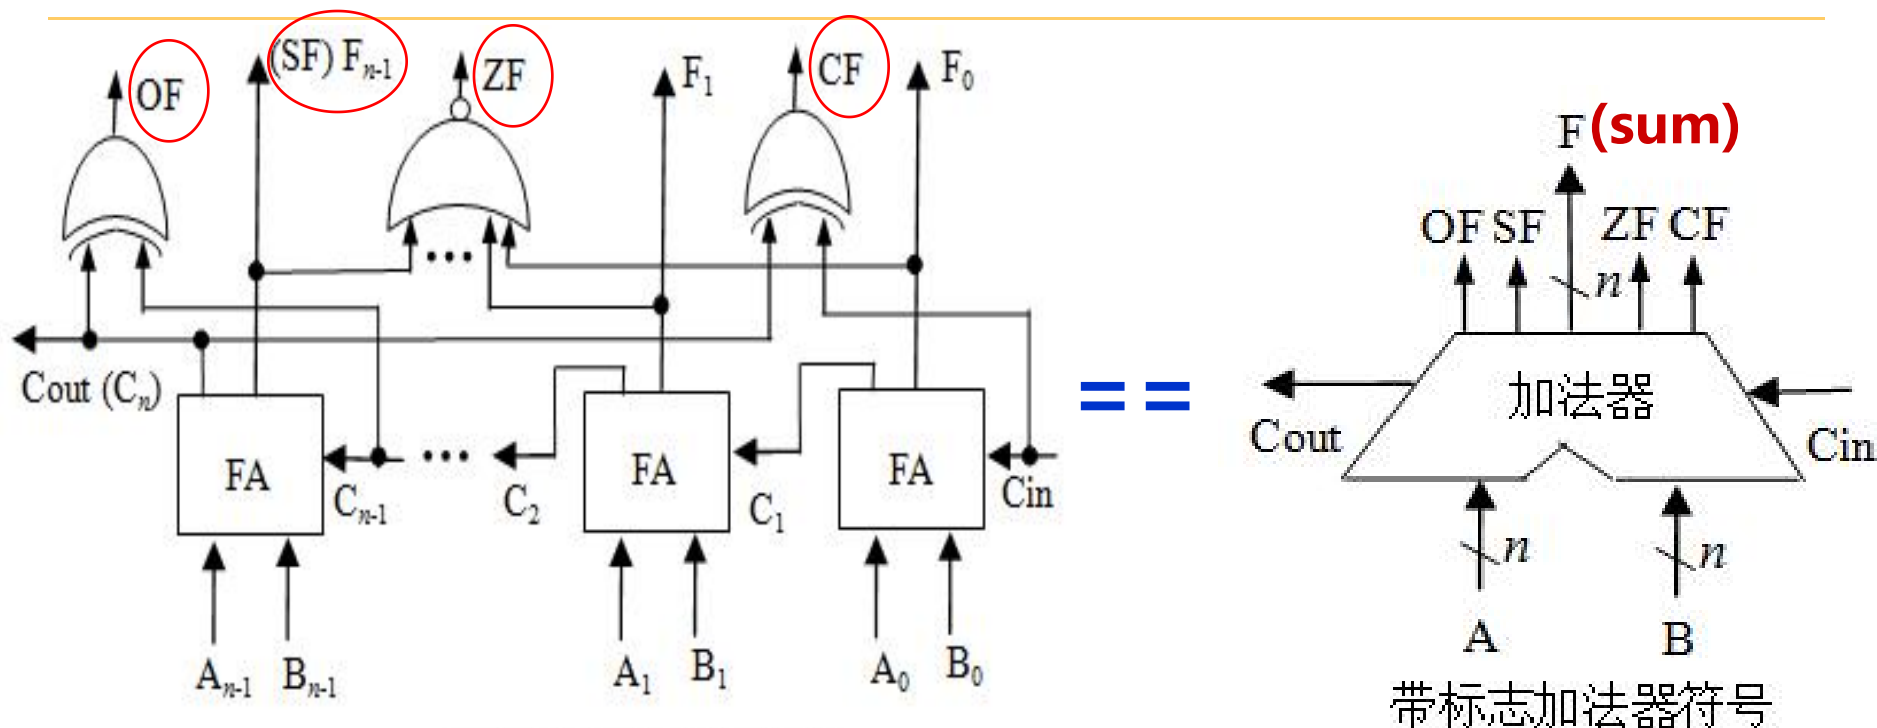 OF
(SF) Fn-1
ZF
F1
CF
F0
Cout (Cn)
FA
Cn-1
...
C2
FA
C1
FA
Cin
An-1
Bn-1
A1
B1
A0
B0
==
F(sum)
OF SF
n
ZF CF
加法器
Cout
Cin
n
n
A
B
带标志加法器符号